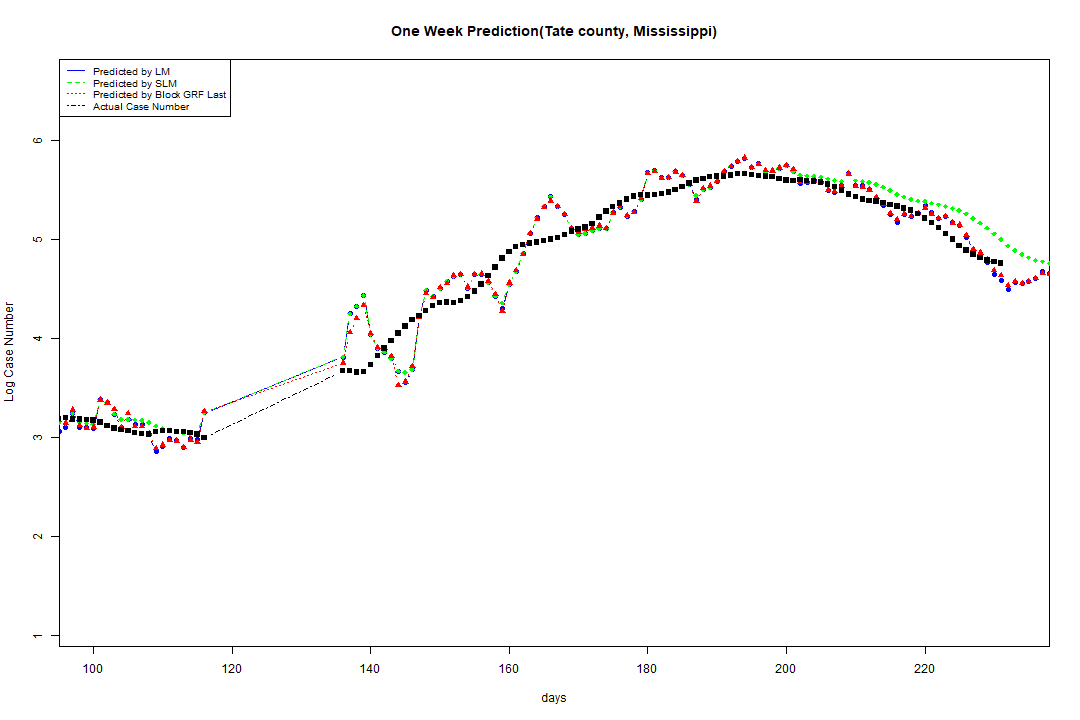 One Week Prediction(Tate county, Mississippi)
Predicted by LM
Predicted by SLM
Predicted by Block GRF Last
Actual Case Number
6
5
4
3
2
1
Log Case Number
100 120 140 160 180 200 220
days